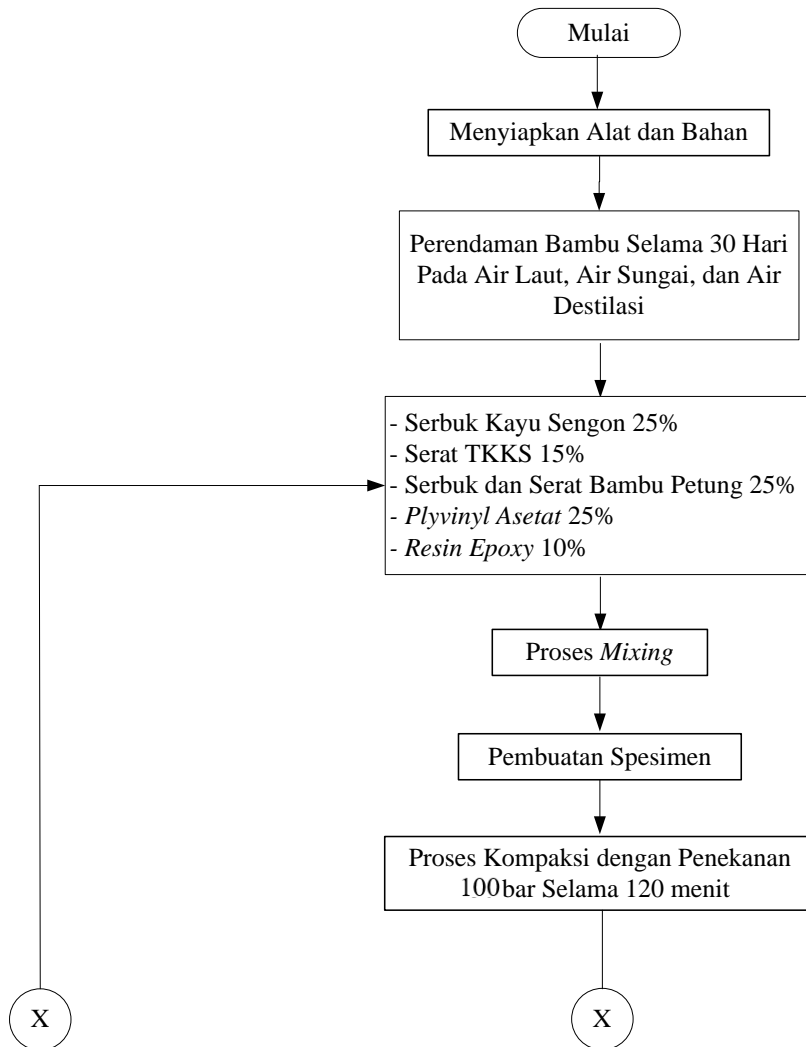 Mulai
Menyiapkan Alat dan Bahan
Perendaman Bambu Selama 30 Hari
Pada Air Laut, Air Sungai, dan Air
Destilasi
- Serbuk Kayu Sengon 25%
- Serat TKKS 15%
- Serbuk dan Serat Bambu Petung 25%
- Plyvinyl Asetat 25%
- Resin Epoxy 10%
Proses Mixing
Pembuatan Spesimen
Proses Kompaksi dengan Penekanan
100bar Selama 120 menit
X
X